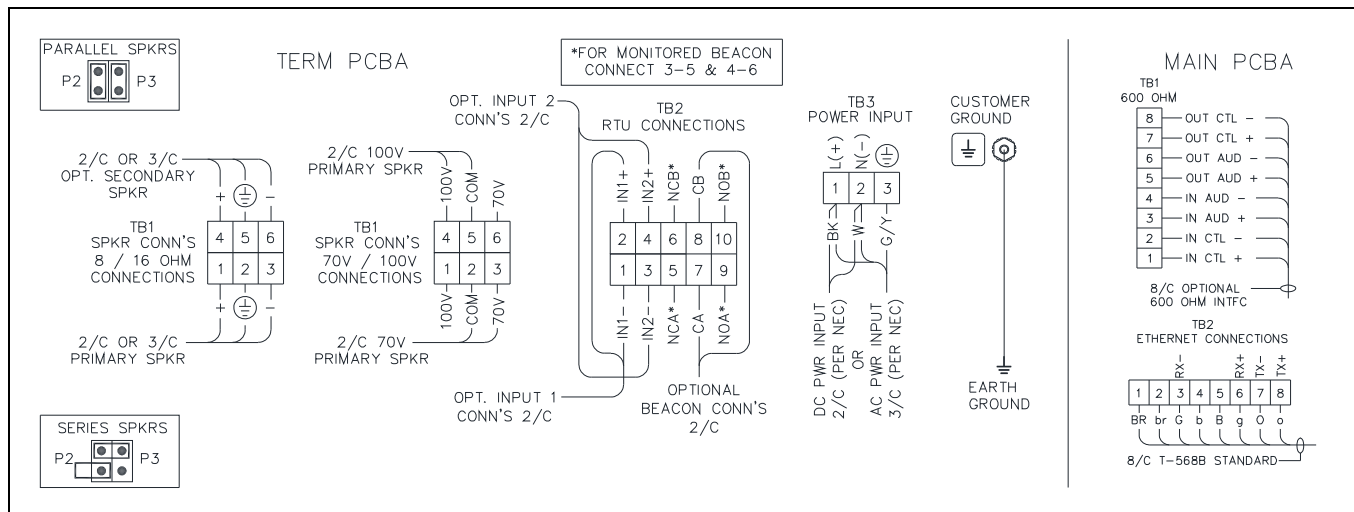 PARALLEL SPKRS
P2
P3
TERM PCBA
*FOR MONITORED BEACON
CONNECT 3-5 & 4-6
MAIN PCBA
2/C OR 3/C
OPT. SECONDARY
SPKR
+
-
TB1
SPKR CONN'S
8 / 16 OHM
CONNECTIONS
4 5 6
1 2 3
+
-
2/C OR 3/C
PRIMARY SPKR
2/C 100V
PRIMARY SPKR
100V
COM
70V
TB1
SPKR CONN'S
70V / 100V
CONNECTIONS
4 5 6
1 2 3
100V
COM
70V
2/C 70V
PRIMARY SPKR
OPT. INPUT 2
CONN'S 2/C
TB2
RTU CONNECTIONS
IN1+
IN2+
NCB*
CB
NOB*
2 4 6 8 10
1 3 5 7 9
IN1-
IN2-
NCA*
CA
NOA*
OPT. INPUT 1
CONN'S 2/C
OPTIONAL
BEACON CONN'S
2/C
TB3
POWER INPUT
L(+)
N(-)
1 2 3
BK
W
G/Y
DC PWR INPUT
2/C (PER NEC)
OR
AC PWR INPUT
3/C (PER NEC)
CUSTOMER
GROUND
EARTH
GROUND
TB1
600 OHM
8 OUT CTL -
7 OUT CTL +
6 OUT AUD -
5 OUT AUD +
4 IN AUD -
3 IN AUD +
2 IN CTL -
1 IN CTL +
8/C OPTIONAL
600 OHM INTFC
TB2
ETHERNET CONNECTIONS
RX-
RX+
TX-
TX+
1 2 3 4 5 6 7 8
BR br G b B g O o
8/C T-568B STANDARD
SERIES SPKRS
P2
P3